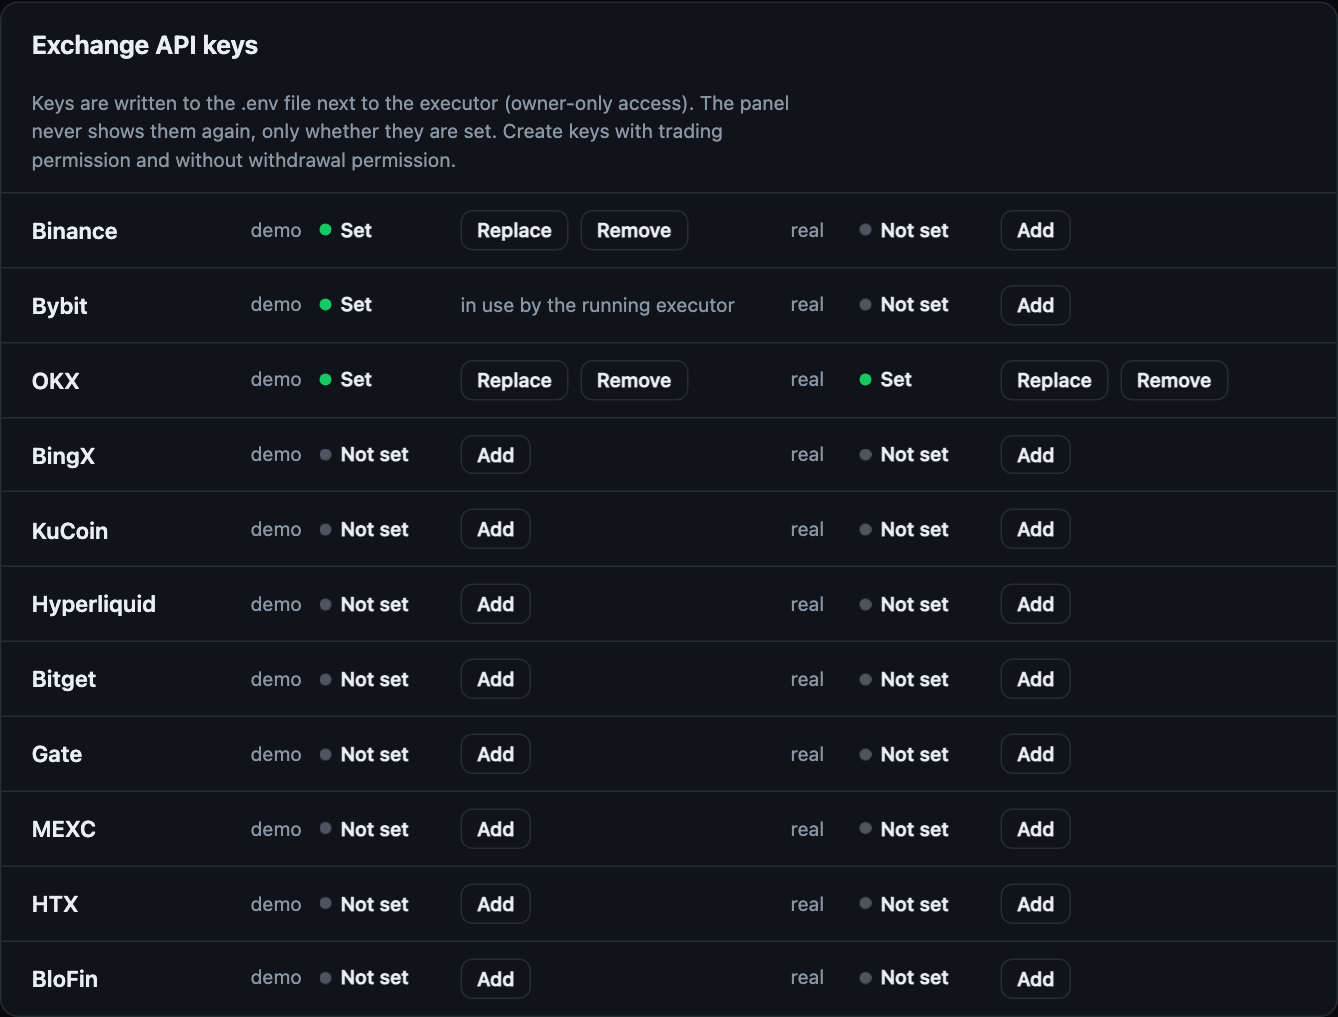 Exchange API keys
Keys are written to the .env file next to the executor (owner-only access). The panel
never shows them again, only whether they are set. Create keys with trading
permission and without withdrawal permission.
Binance demo Set Replace Remove real Not set Add
Bybit demo Set in use by the running executor real Not set Add
OKX demo Set Replace Remove real Set Replace Remove
BingX demo Not set Add real Not set Add
KuCoin demo Not set Add real Not set Add
Hyperliquid demo Not set Add real Not set Add
Bitget demo Not set Add real Not set Add
Gate demo Not set Add real Not set Add
MEXC demo Not set Add real Not set Add
HTX demo Not set Add real Not set Add
BloFin demo Not set Add real Not set Add